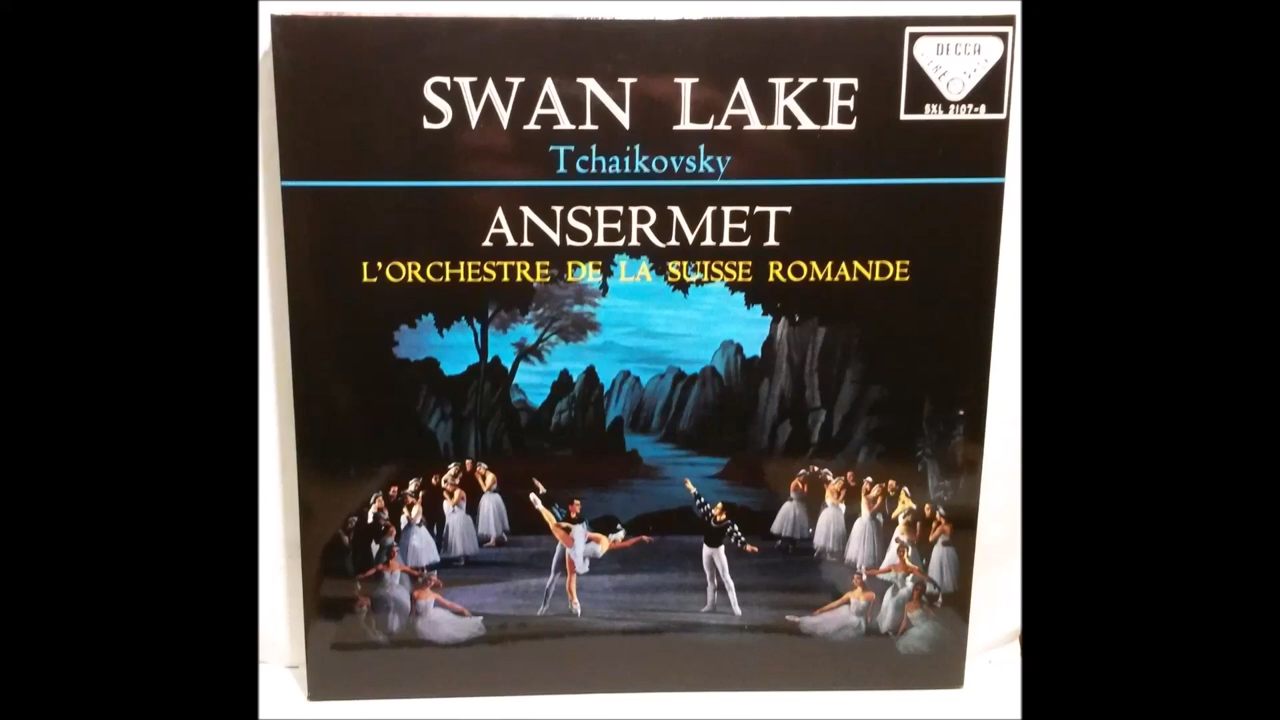 SWAN LAKE
Tchaikovsky
DECCA
SXL 2107-8
ANSERMET
L'ORCHESTRE DE LA SUISSE ROMANDE